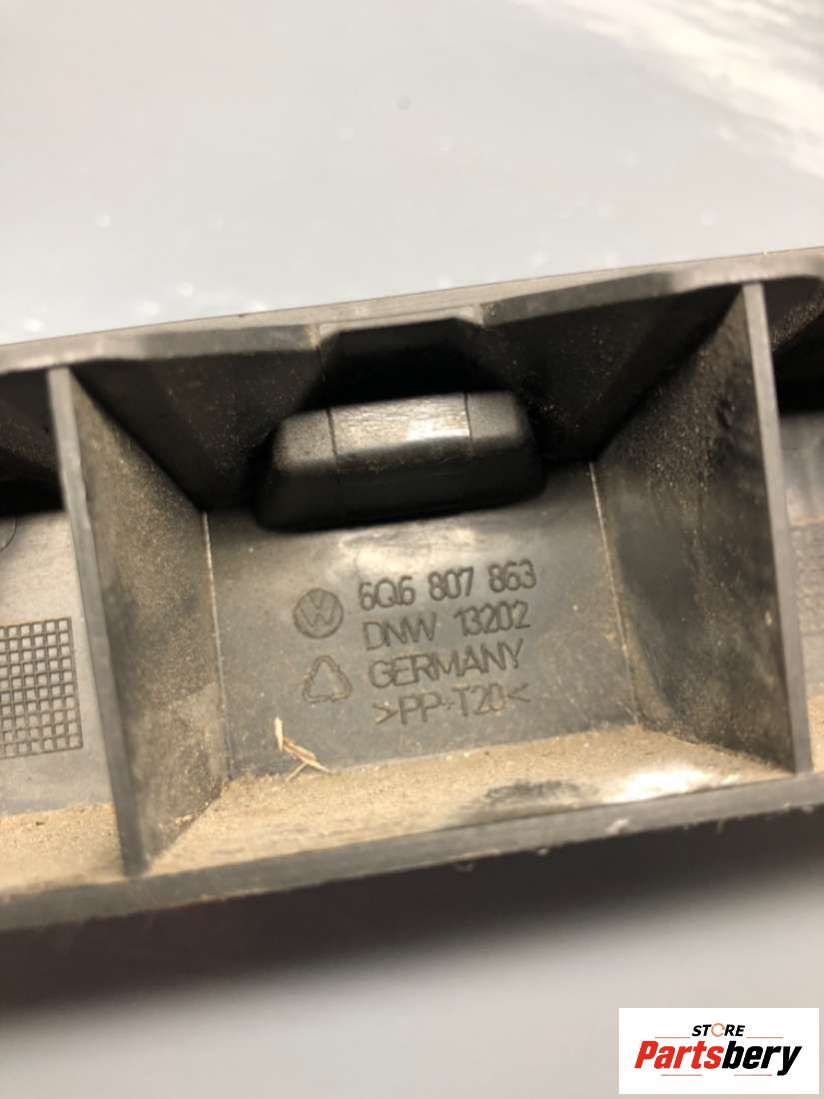 6Q6 807 863
DNW 13202
GERMANY
>PP-T20<
STORE
Partsbery